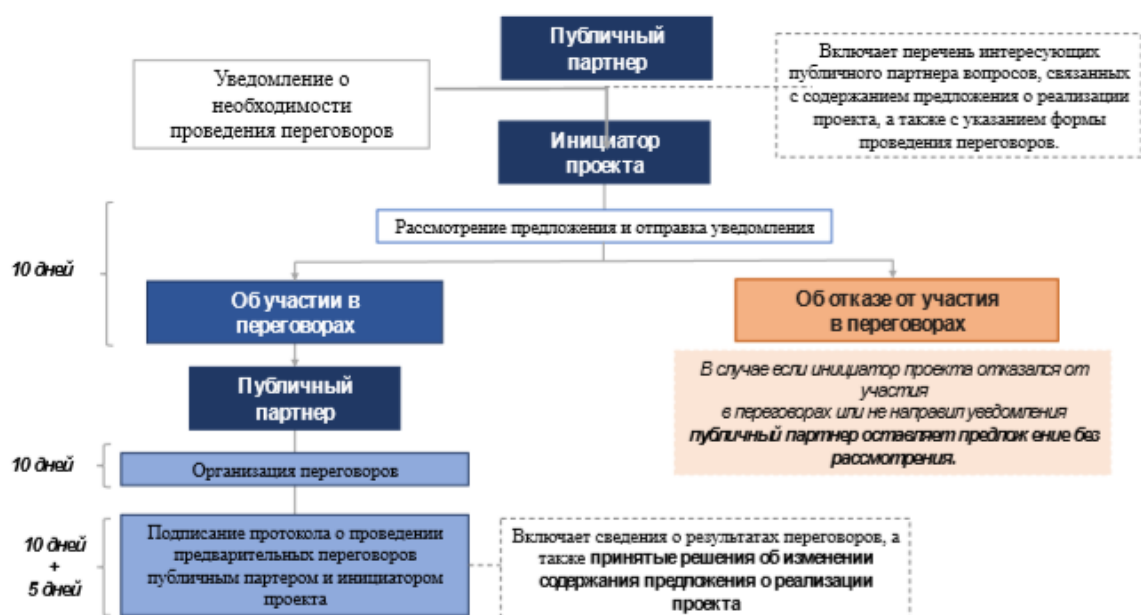 Публичный
партнер
Уведомление о
необходимости
проведения переговоров
Включает перечень интересующих
публичного партнера вопросов, связанных
с содержанием предложения о реализации
проекта, а также с указанием формы
проведения переговоров.
Инициатор
проекта
Рассмотрение предложения и отправка уведомления
10 дней
Об участии в
переговорах
Об отказе от участия
в переговорах
В случае если инициатор проекта отказался от
участия
в переговорах или не направил уведомления
публичный партнер оставляет предложение без
рассмотрения.
Публичный
партнер
10 дней
Организация переговоров
10 дней
+
5 дней
Подписание протокола о проведении
предварительных переговоров
публичным партером и инициатором
проекта
Включает сведения о результатах переговоров, а
также принятые решения об изменении
содержания предложения о реализации
проекта